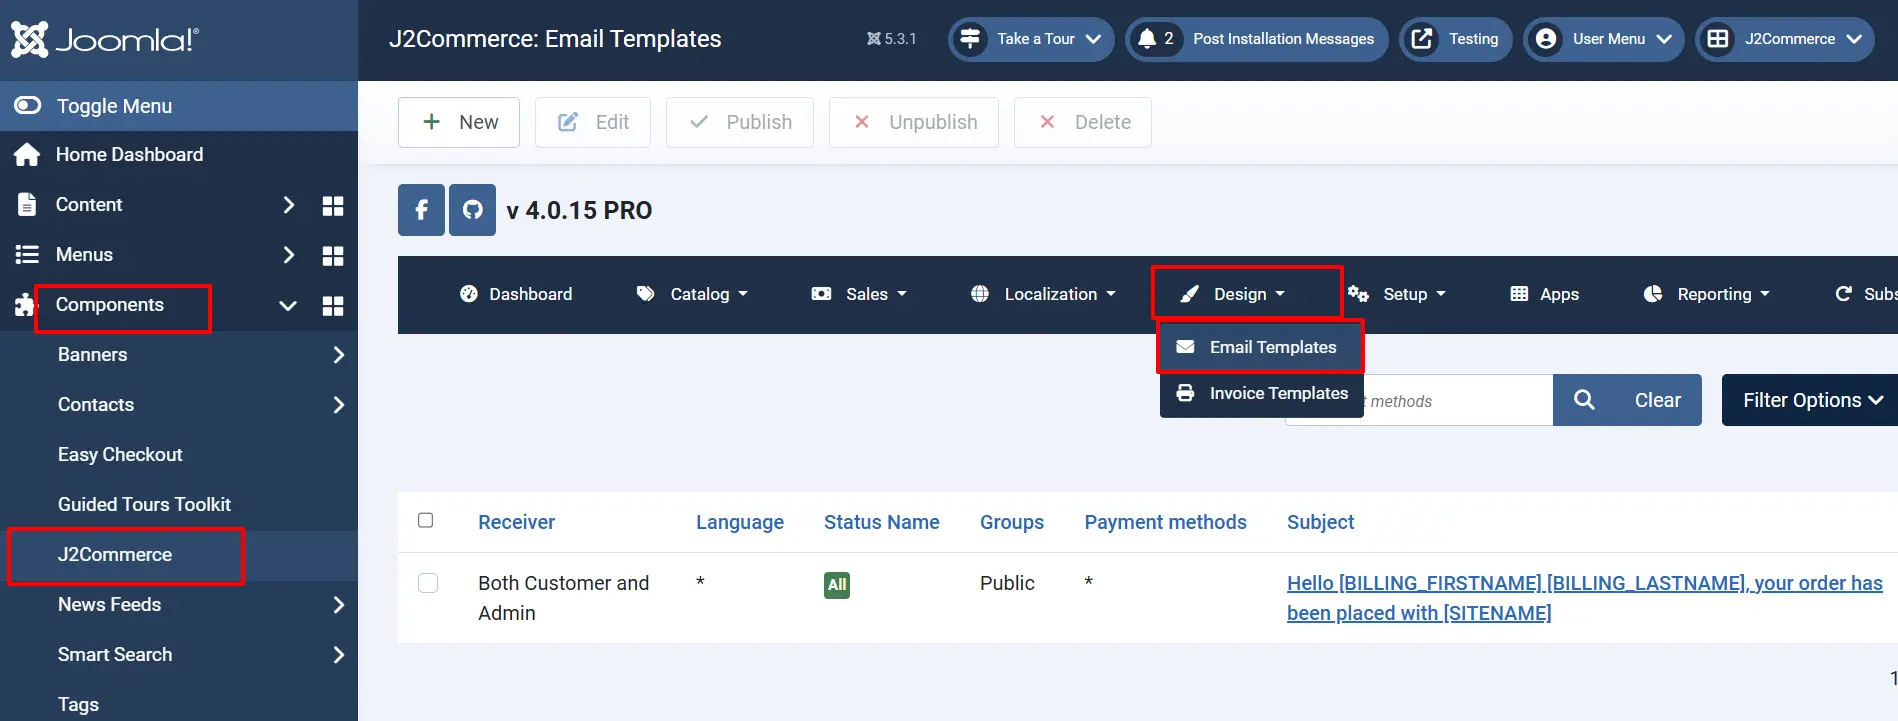 Joomla!®
J2Commerce: Email Templates
5.3.1
Take a Tour
2 Post Installation Messages
Testing
User Menu
J2Commerce
Toggle Menu
Home Dashboard
Content
Menus
Components
Banners
Contacts
Easy Checkout
Guided Tours Toolkit
J2Commerce
News Feeds
Smart Search
Tags
New
Edit
Publish
Unpublish
Delete
v 4.0.15 PRO
Dashboard
Catalog
Sales
Localization
Design
Setup
Apps
Reporting
Email Templates
Invoice Templates
methods
Clear
Filter Options
Receiver Language Status Name Groups Payment methods Subject
Both Customer and
Admin
*
All
Public
*
Hello [BILLING_FIRSTNAME] [BILLING_LASTNAME], your order has
been placed with [SITENAME]